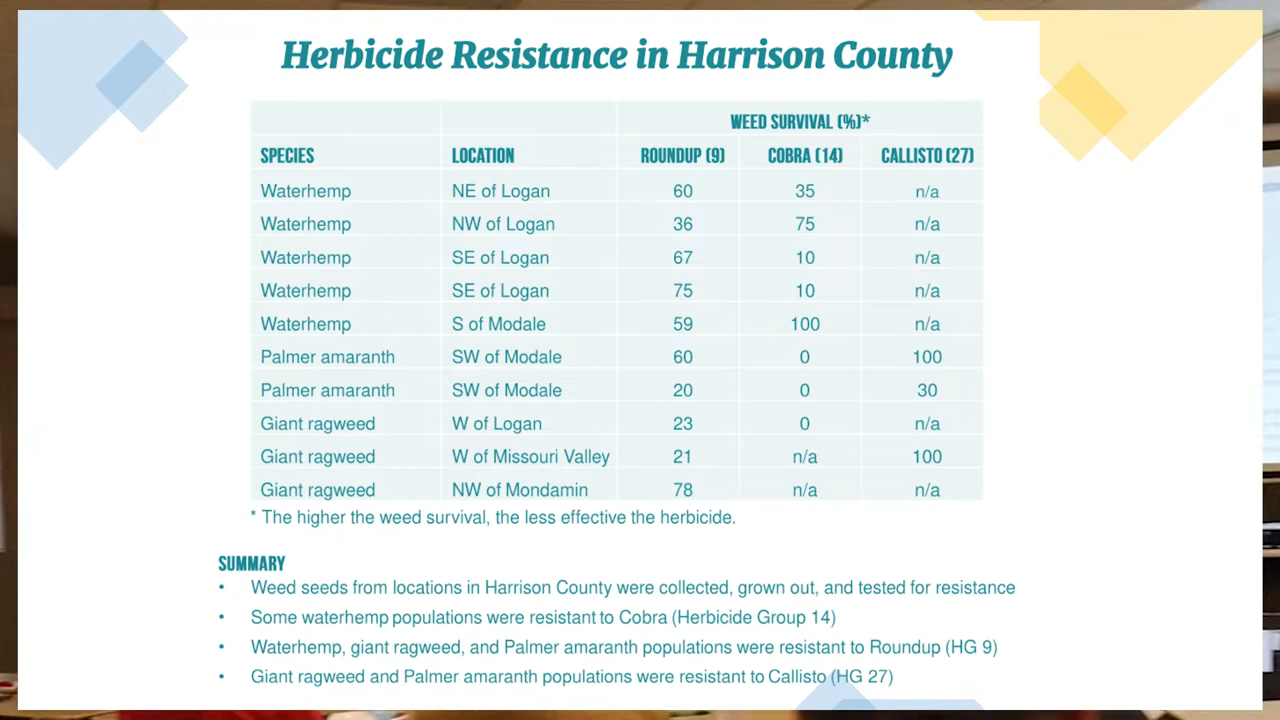 Herbicide Resistance in Harrison County
WEED SURVIVAL (%)*
SPECIES LOCATION ROUNDUP (9) COBRA (14) CALLISTO (27)
Waterhemp NE of Logan 60 35 n/a
Waterhemp NW of Logan 36 75 n/a
Waterhemp SE of Logan 67 10 n/a
Waterhemp SE of Logan 75 10 n/a
Waterhemp S of Modale 59 100 n/a
Palmer amaranth SW of Modale 60 0 100
Palmer amaranth SW of Modale 20 0 30
Giant ragweed W of Logan 23 0 n/a
Giant ragweed W of Missouri Valley 21 n/a 100
Giant ragweed NW of Mondamin 78 n/a n/a
* The higher the weed survival, the less effective the herbicide.
SUMMARY
• Weed seeds from locations in Harrison County were collected, grown out, and tested for resistance
• Some waterhemp populations were resistant to Cobra (Herbicide Group 14)
• Waterhemp, giant ragweed, and Palmer amaranth populations were resistant to Roundup (HG 9)
• Giant ragweed and Palmer amaranth populations were resistant to Callisto (HG 27)